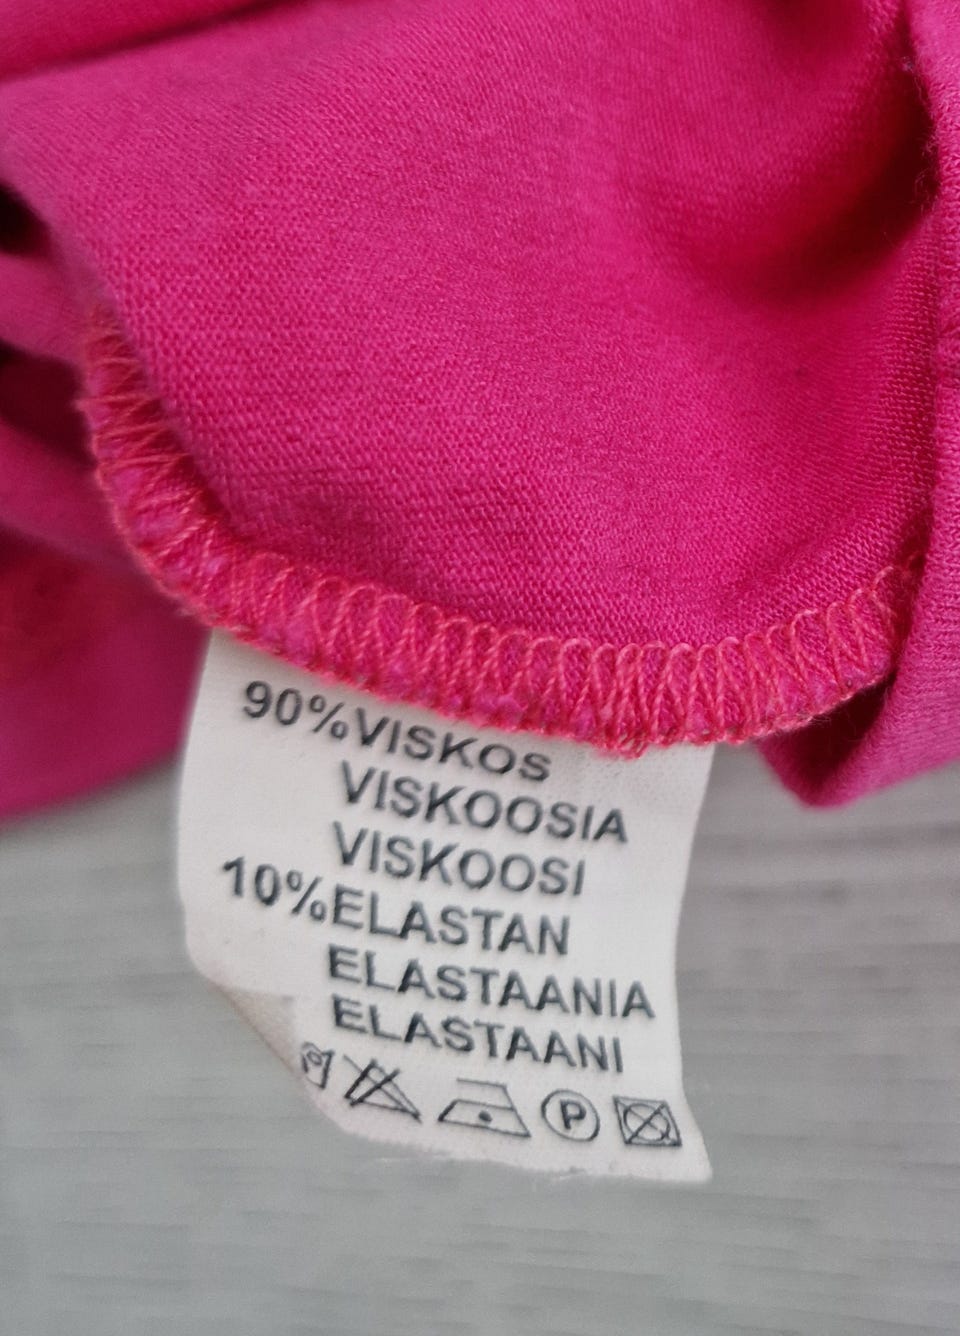 90%VISKOS
VISKOOSIA
VISKOOSI
10%ELASTAN
ELASTAANIA
ELASTAANI
P